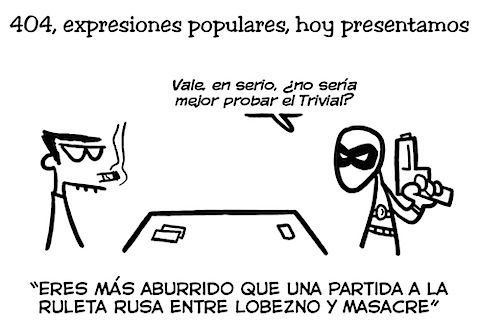 404, expresiones populares, hoy presentamos
Vale, en serio, ¿no sería
mejor probar el Trivial?
"ERES MÁS ABURRIDO QUE UNA PARTIDA A LA
RULETA RUSA ENTRE LOBEZNO Y MASACRE"